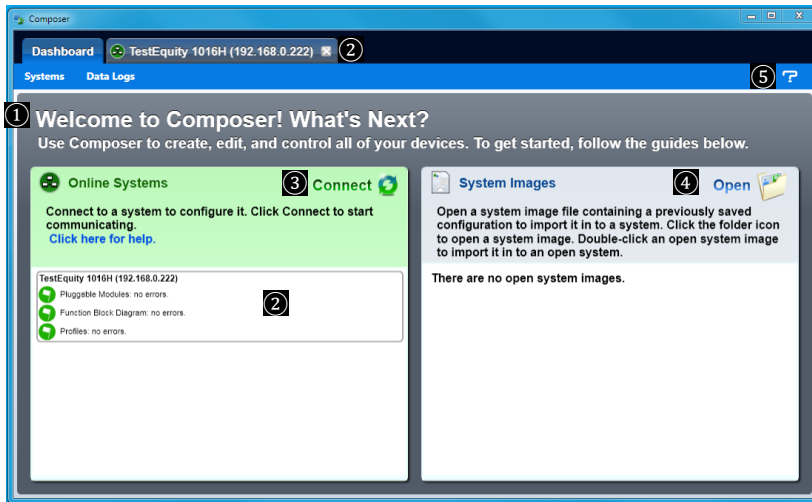 Composer
Dashboard
TestEquity 1016H (192.168.0.222)
②
Systems
Data Logs
⑤
?
①
Welcome to Composer! What's Next?
Use Composer to create, edit, and control all of your devices. To get started, follow the guides below.
Online Systems
③
Connect
Connect to a system to configure it. Click Connect to start
communicating.
Click here for help.
TestEquity 1016H (192.168.0.222)
Pluggable Modules: no errors.
②
Function Block Diagram: no errors.
Profiles: no errors.
System Images
④
Open
Open a system image file containing a previously saved
configuration to import it in to a system. Click the folder icon
to open a system image. Double-click an open system image
to import it in to an open system.
There are no open system images.